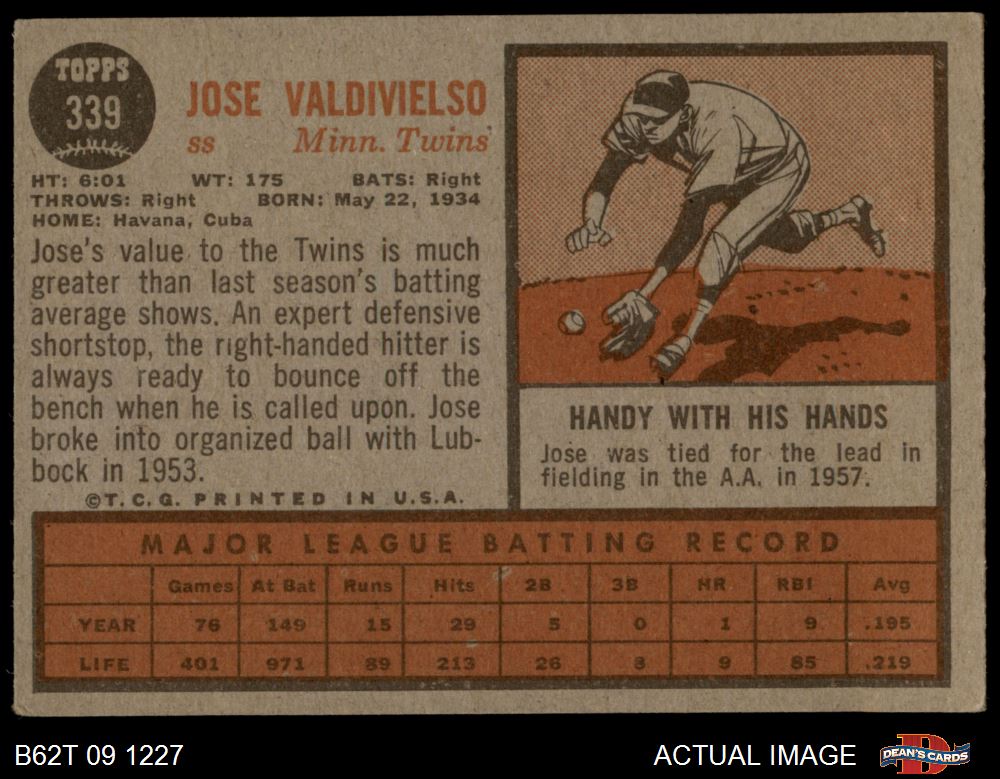 TOPPS
339
JOSE VALDIVIELSO
ss Minn. Twins
HT: 6:01 WT: 175 BATS: Right
THROWS: Right BORN: May 22, 1934
HOME: Havana, Cuba
Jose's value to the Twins is much
greater than last season's batting
average shows. An expert defensive
shortstop, the right-handed hitter is
always ready to bounce off the
bench when he is called upon. Jose
broke into organized ball with Lub-
bock in 1953.
©T.C.G. PRINTED IN U.S.A.
HANDY WITH HIS HANDS
Jose was tied for the lead in
fielding in the A.A. in 1957.
MAJOR LEAGUE BATTING RECORD
Games At Bat Runs Hits 2B 3B HR RBI Avg
YEAR 76 149 15 29 5 0 1 9 .195
LIFE 401 971 89 213 26 8 9 85 .219
B62T 09 1227
ACTUAL IMAGE
D
DEAN'S CARDS